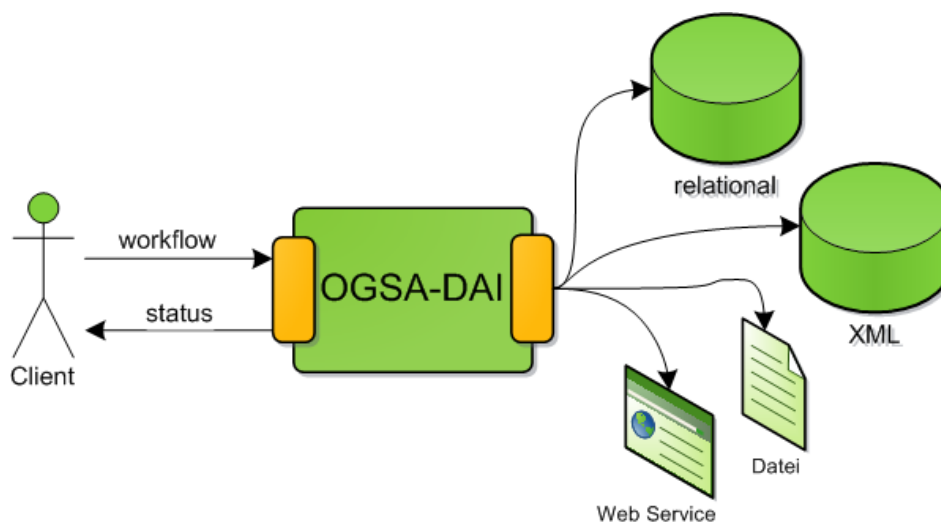 relational
workflow
OGSA-DAI
status
XML
Client
Datei
Web Service